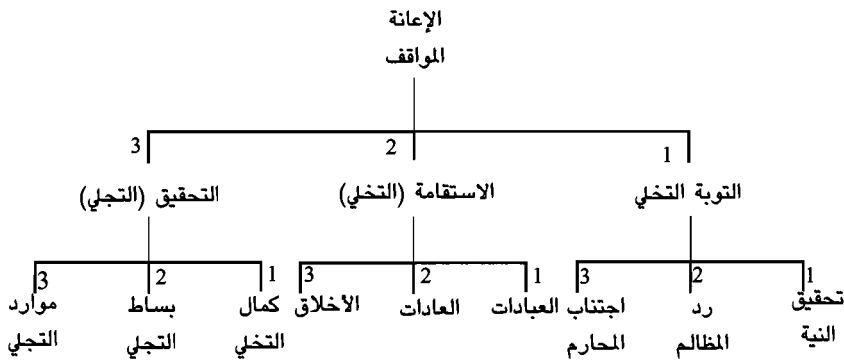 الإعانة
المواقف
1
2
3
التوبة التخلي
الاستقامة (التخلي)
التحقيق (التجلي)
1
2
3
1
2
3
1
2
3
تحقيق
النية
رد
المظالم
اجتناب
المحارم
العبادات
العادات
الأخلاق
كمال
التخلي
بساط
التجلي
موارد
التجلي